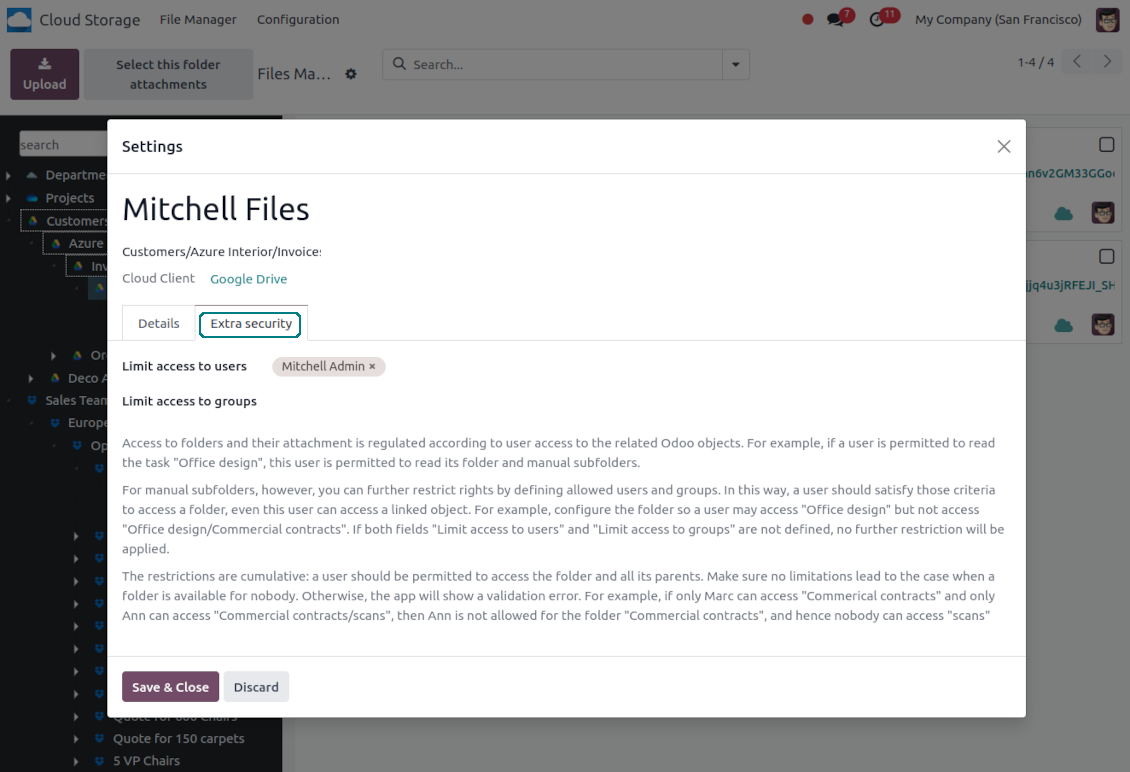 Cloud Storage File Manager Configuration 7 11 My Company (San Francisco)
Upload
Select this folder attachments
Files Ma...
Search...
1-4 / 4
search
Departme
Projects
Customers
Azure
Inv
Or
Deco A
Sales Team
Europe
Op
Quote for 600 Chairs
Quote for 150 carpets
5 VP Chairs
Settings
Mitchell Files
Customers/Azure Interior/Invoices
Cloud Client Google Drive
Details Extra security
Limit access to users Mitchell Admin ×
Limit access to groups
Access to folders and their attachment is regulated according to user access to the related Odoo objects. For example, if a user is permitted to read
the task "Office design", this user is permitted to read its folder and manual subfolders.
For manual subfolders, however, you can further restrict rights by defining allowed users and groups. In this way, a user should satisfy those criteria
to access a folder, even this user can access a linked object. For example, configure the folder so a user may access "Office design" but not access
"Office design/Commercial contracts". If both fields "Limit access to users" and "Limit access to groups" are not defined, no further restriction will be
applied.
The restrictions are cumulative: a user should be permitted to access the folder and all its parents. Make sure no limitations lead to the case when a
folder is available for nobody. Otherwise, the app will show a validation error. For example, if only Marc can access "Commerical contracts" and only
Ann can access "Commercial contracts/scans", then Ann is not allowed for the folder "Commercial contracts", and hence nobody can access "scans"
Save & Close Discard